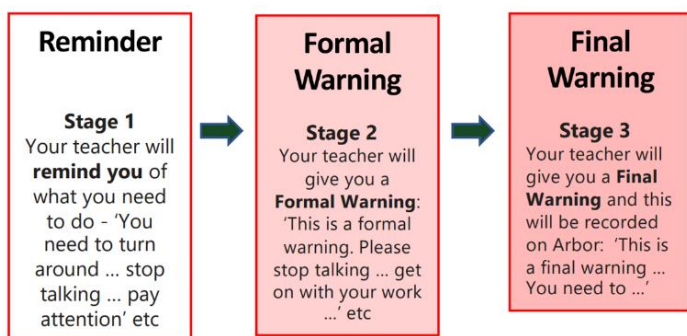 Reminder
Stage 1
Your teacher will
remind you of
what you need
to do - ‘You
need to turn
around ... stop
talking ... pay
attention’ etc
Formal
Warning
Stage 2
Your teacher will
give you a
Formal Warning:
‘This is a formal
warning. Please
stop talking ... get
on with your work
...’ etc
Final
Warning
Stage 3
Your teacher will
give you a Final
Warning and this
will be recorded
on Arbor: ‘This is
a final warning ...
You need to ...’